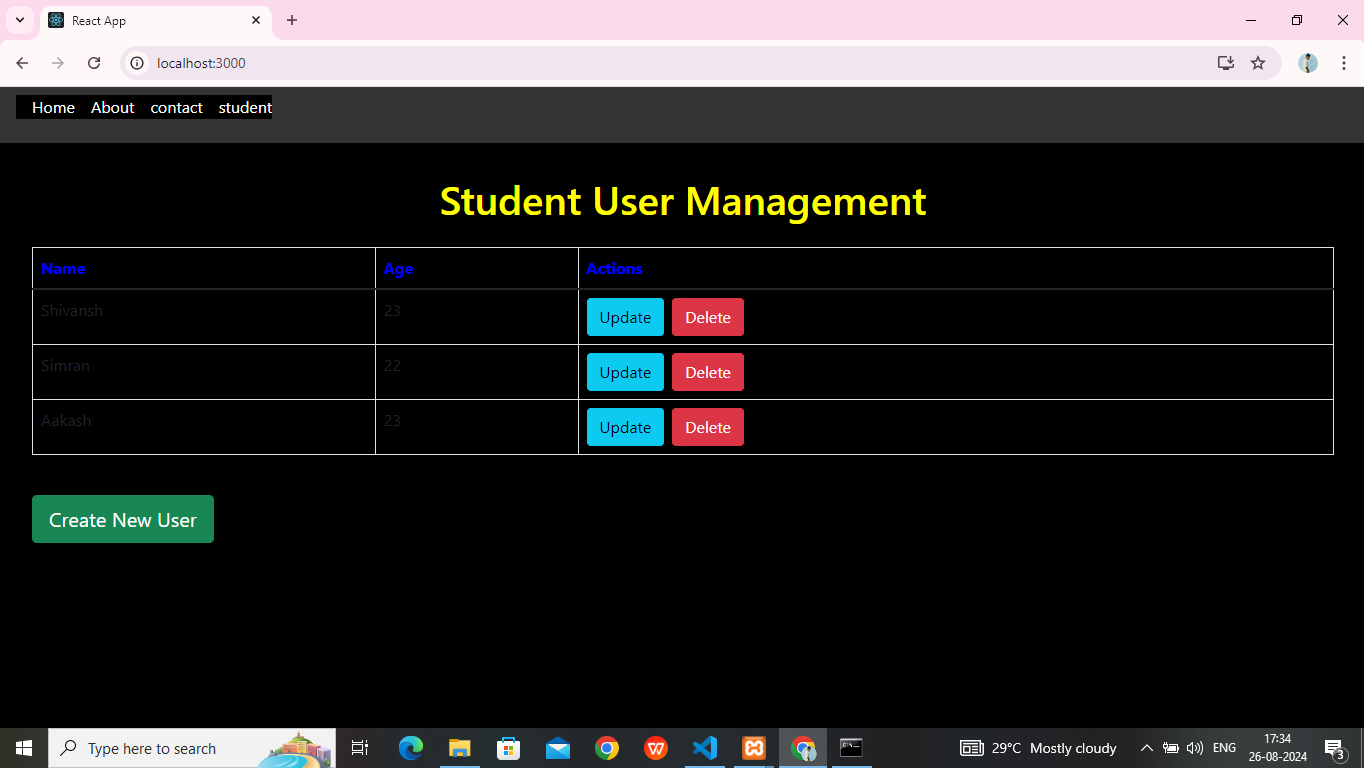 React App
localhost:3000
Home About contact student
Student User Management
Name Age Actions
Shivansh 23 Update Delete
Simran 22 Update Delete
Aakash 23 Update Delete
Create New User
Type here to search
29°C Mostly cloudy
ENG
17:34
26-08-2024
3